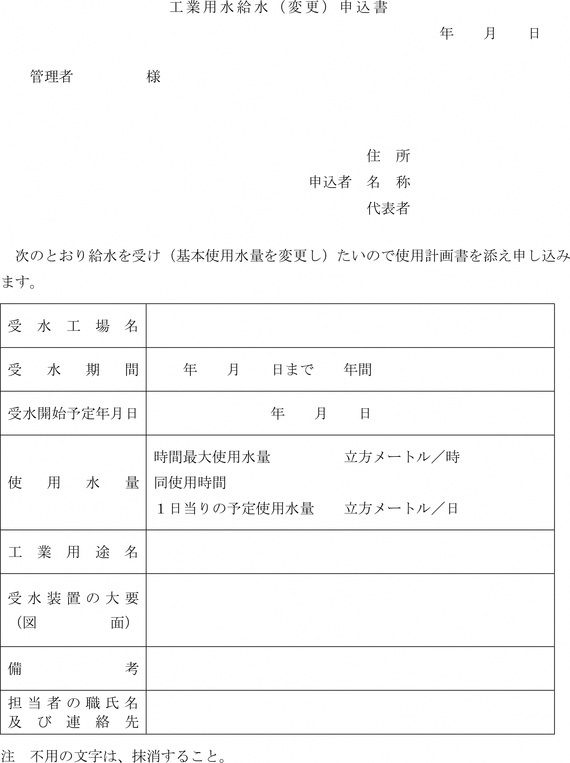 工業用水給水（変更）申込書
年　　月　　日
管理者　　　　　様
住　所
申込者　名　称
代表者
次のとおり給水を受け（基本使用水量を変更し）たいので使用計画書を添え申し込み
ます。
受水工場名
受水期間　　年　　月　　日まで　　年間
受水開始予定年月日　　年　　月　　日
時間最大使用水量　　　　　立方メートル／時
使用水量　同使用時間
１日当りの予定使用水量　　立方メートル／日
工業用途名
受水装置の大要
（図　　　　　面）
備考
担当者の職氏名
及び連絡先
注　不用の文字は、抹消すること。